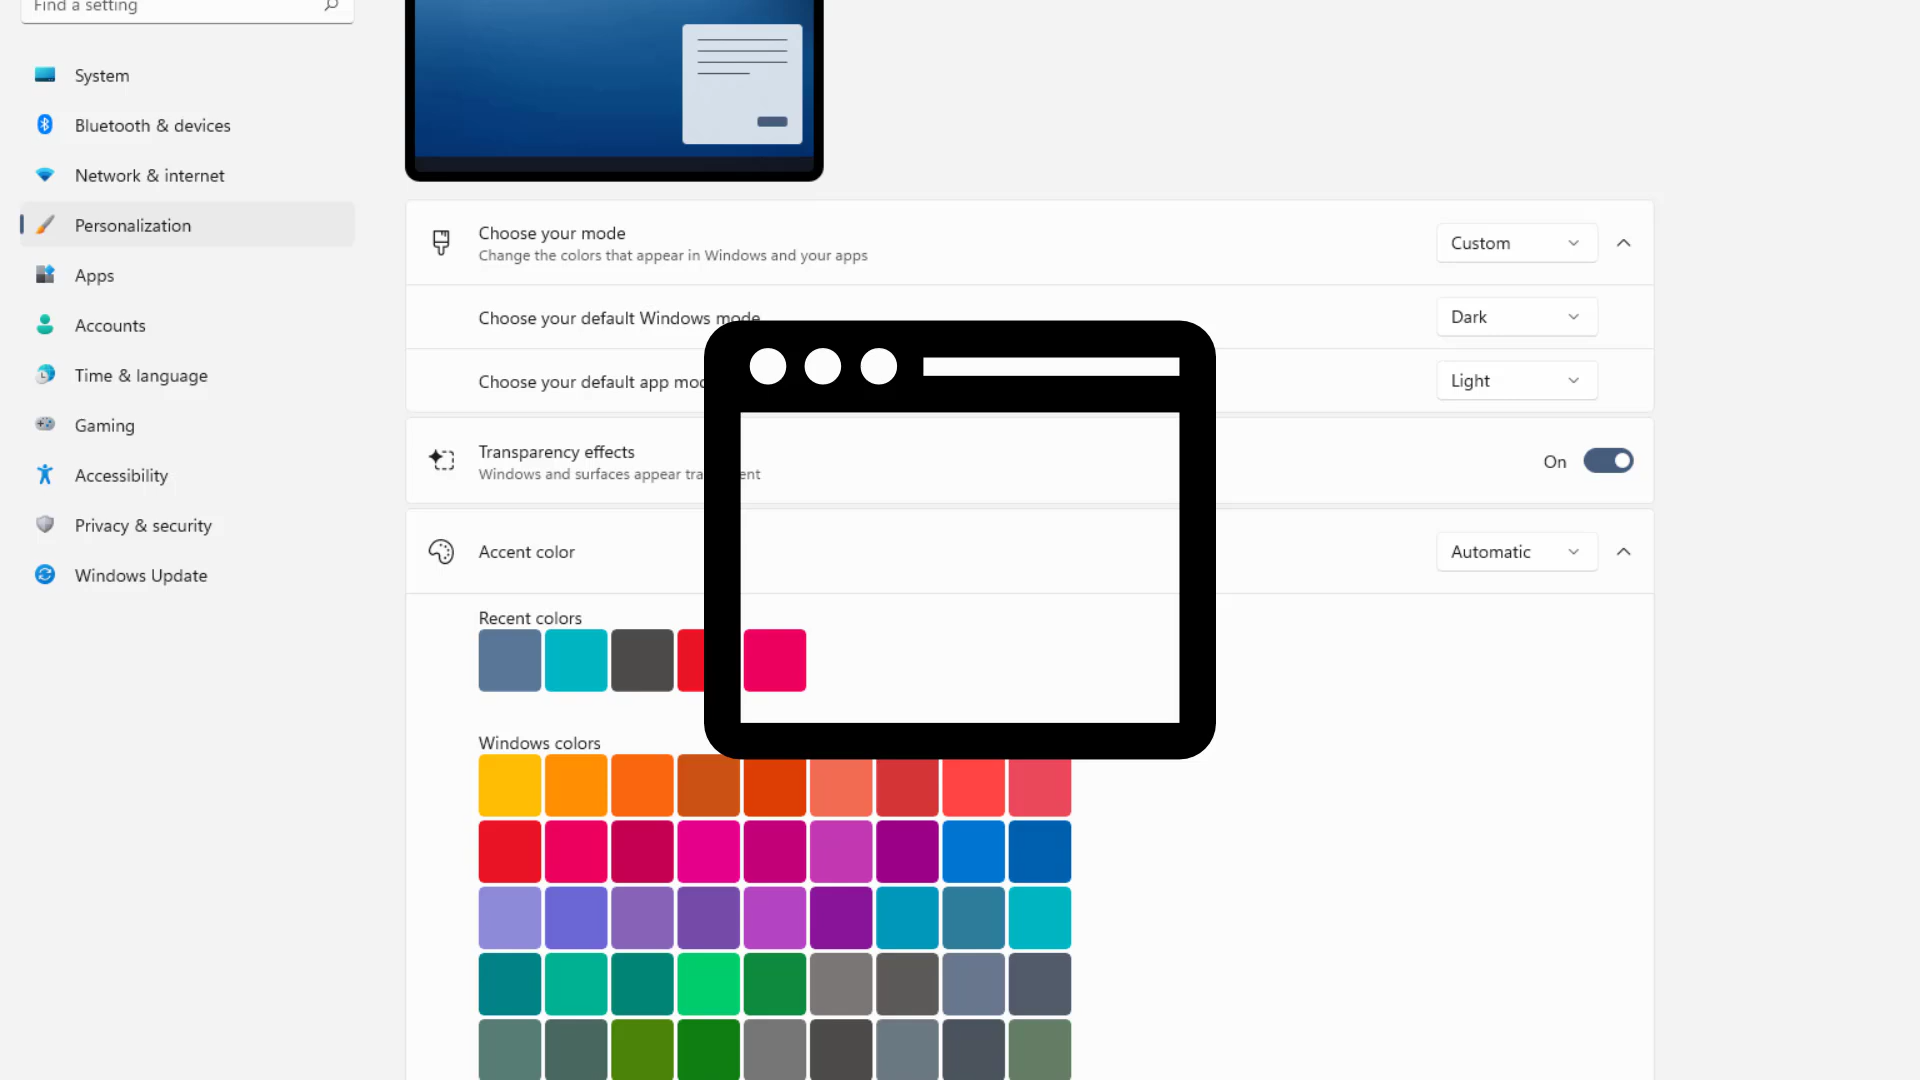 Find a setting
System
Bluetooth & devices
Network & internet
Personalization
Apps
Accounts
Time & language
Gaming
Accessibility
Privacy & security
Windows Update
Choose your mode
Change the colors that appear in Windows and your apps
Custom
Choose your default Windows mode
Dark
Choose your default app mod
Light
Transparency effects
Windows and surfaces appear tra ent
On
Accent color
Automatic
Recent colors
Windows colors